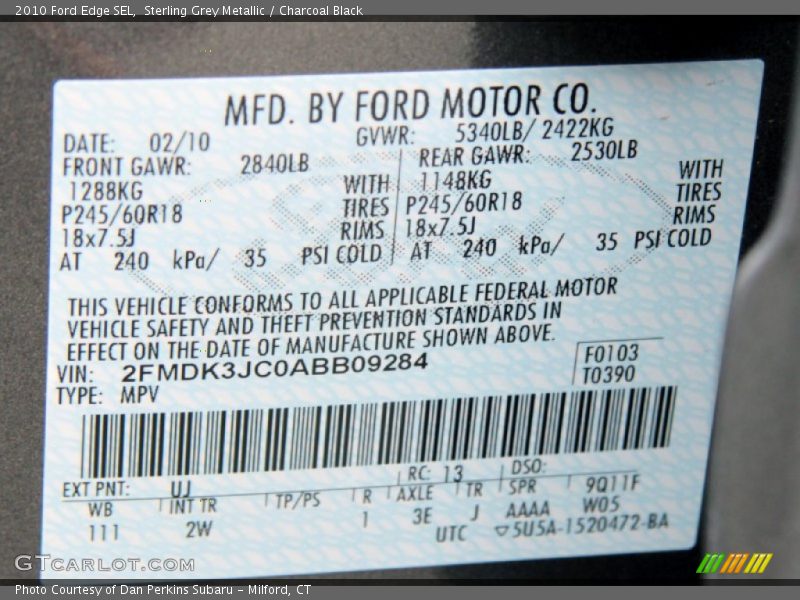 2010 Ford Edge SEL,  Sterling Grey Metallic / Charcoal Black
MFD. BY FORD MOTOR CO.
DATE: 02/10 GVWR: 5340LB/ 2422KG
FRONT GAWR: 2840LB REAR GAWR: 2530LB
1288KG WITH 1148KG WITH
P245/60R18 TIRES P245/60R18 TIRES
18x7.5J RIMS 18x7.5J RIMS
AT 240 kPa/ 35 PSI COLD AT 240 kPa/ 35 PSI COLD
THIS VEHICLE CONFORMS TO ALL APPLICABLE FEDERAL MOTOR
VEHICLE SAFETY AND THEFT PREVENTION STANDARDS IN
EFFECT ON THE DATE OF MANUFACTURE SHOWN ABOVE.
VIN: 2FMDK3JC0ABB09284 F0103
TYPE: MPV T0390
EXT PNT: UJ RC: 13 DSO:
WB INT TR TP/PS R AXLE TR SPR 9Q11F
111 2W 1 3E J AAAA W05
UTC ▽5U5A-1520472-BA
GTCARLOT.COM
Photo Courtesy of Dan Perkins Subaru - Milford, CT